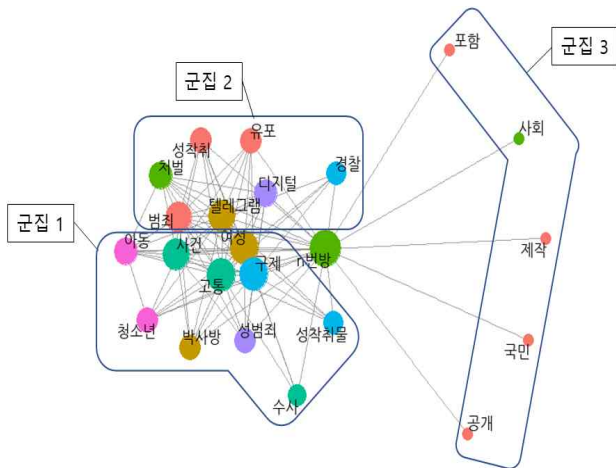 군집 3
포함
군집 2
사회
유포
성착취
경찰
디지털
처벌
텔레그램
범죄
군집 1
여성
아동
사건
제작
구제
n번방
고통
청소년
성범죄
성착취물
박사방
국민
수사
공개